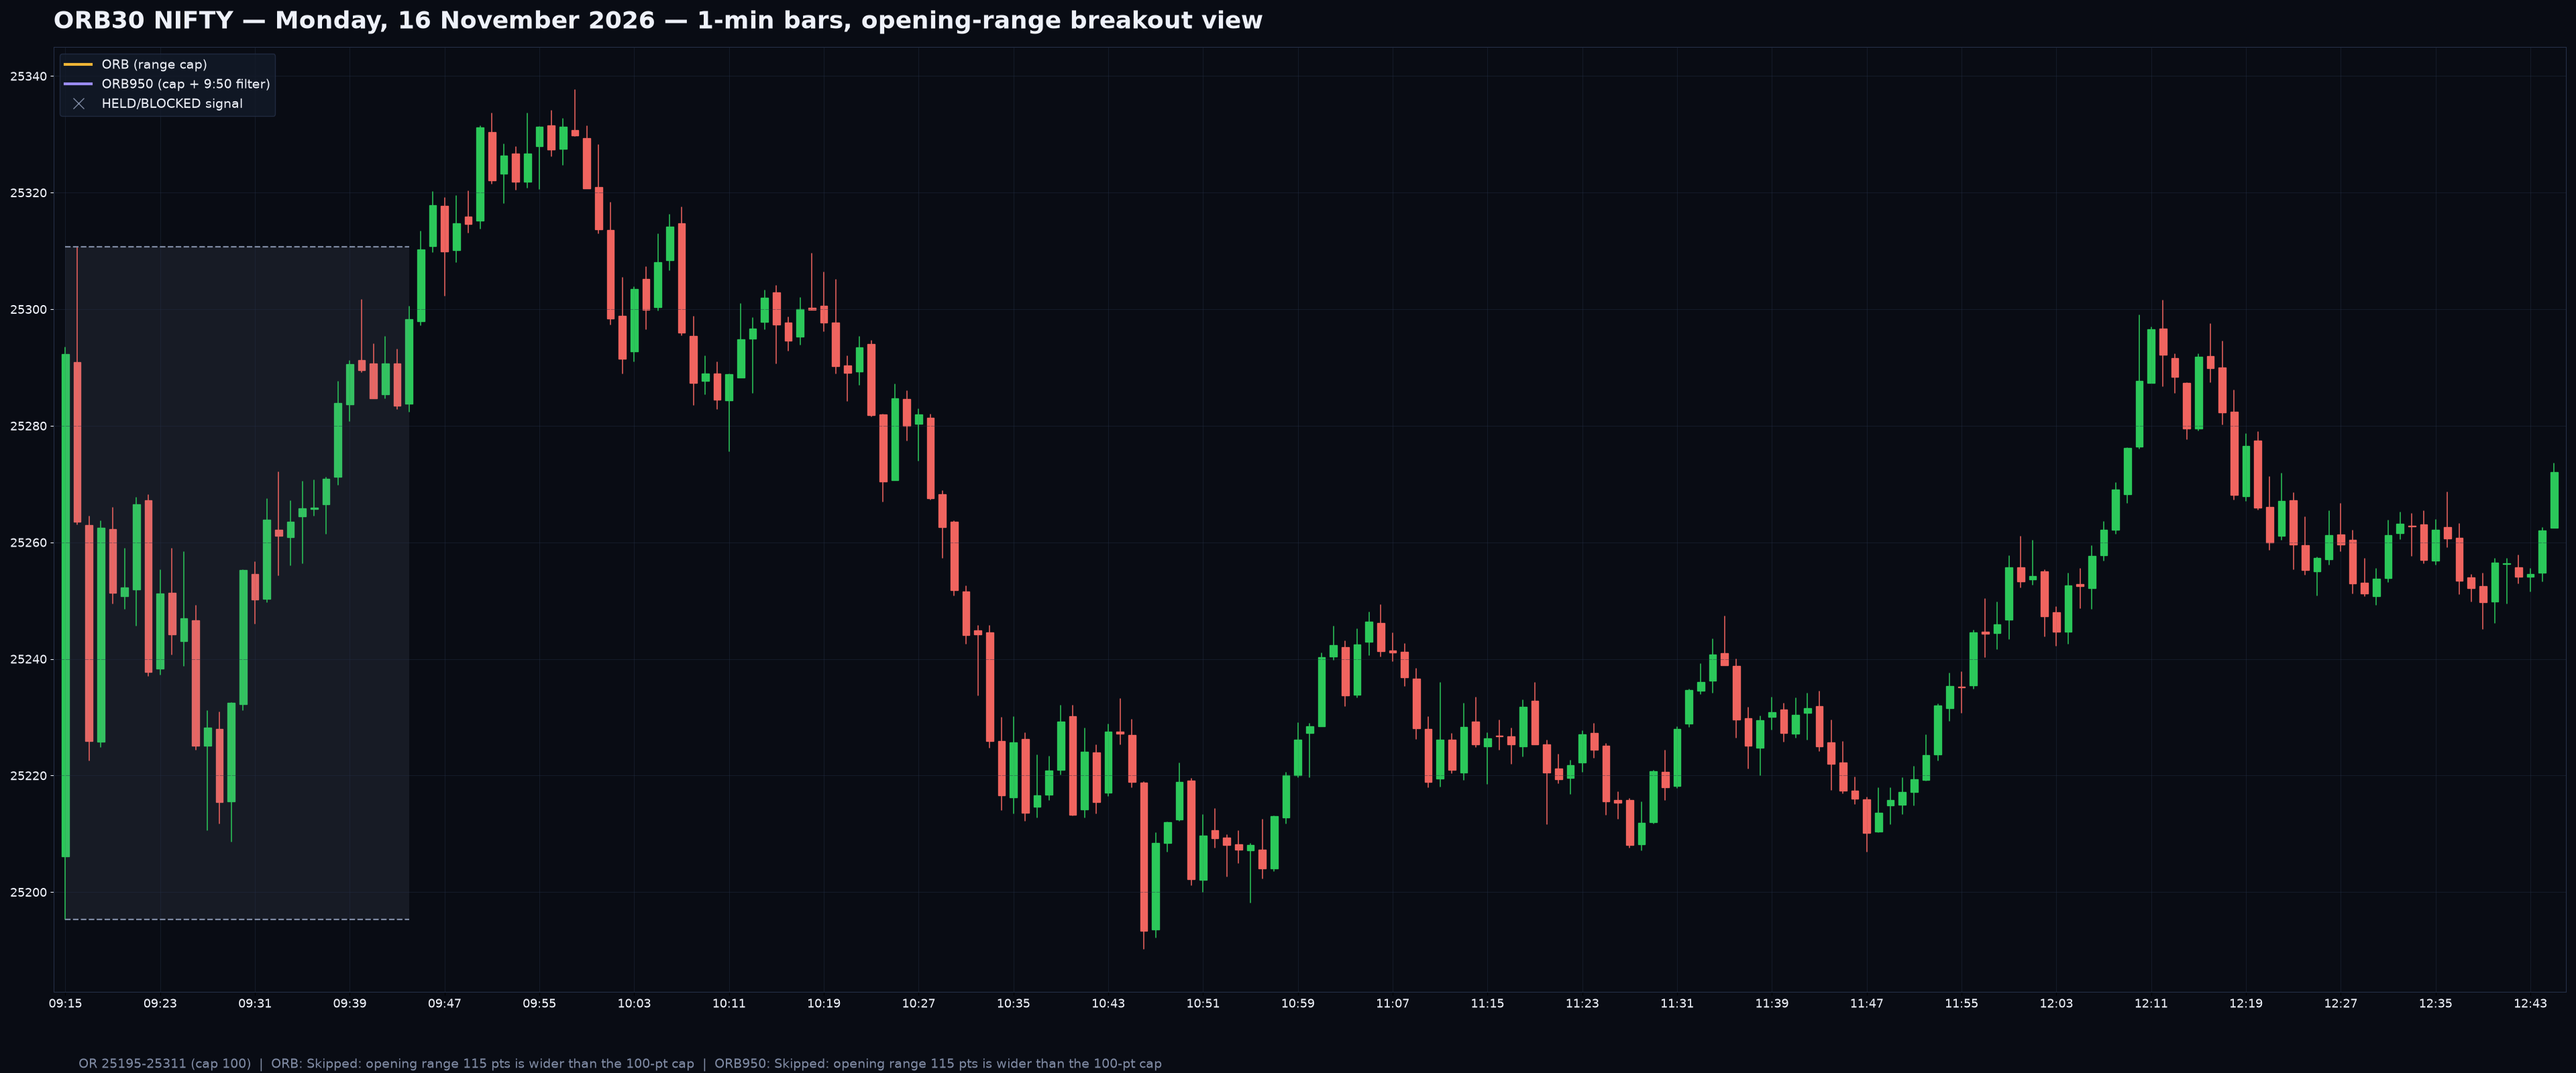 ORB30 NIFTY — Monday, 16 November 2026 — 1-min bars, opening-range breakout view
ORB (range cap)
ORB950 (cap + 9:50 filter)
HELD/BLOCKED signal
25340
25320
25300
25280
25260
25240
25220
25200
09:15 09:23 09:31 09:39 09:47 09:55 10:03 10:11 10:19 10:27 10:35 10:43 10:51 10:59 11:07 11:15 11:23 11:31 11:39 11:47 11:55 12:03 12:11 12:19 12:27 12:35 12:43
OR 25195-25311 (cap 100) | ORB: Skipped: opening range 115 pts is wider than the 100-pt cap | ORB950: Skipped: opening range 115 pts is wider than the 100-pt cap